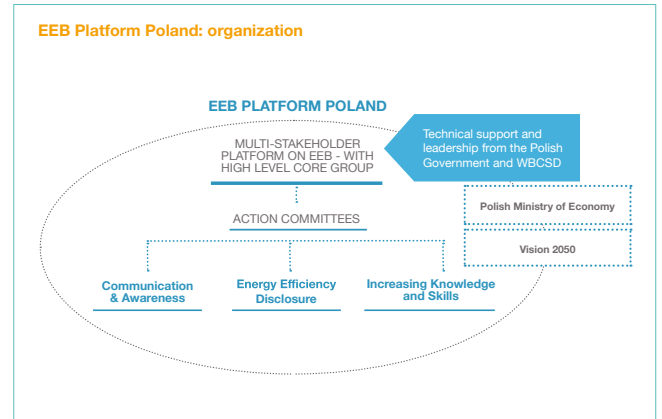 EEB Platform Poland: organization
EEB PLATFORM POLAND
MULTI-STAKEHOLDER
PLATFORM ON EEB - WITH
HIGH LEVEL CORE GROUP
Technical support and
leadership from the Polish
Government and WBCSD
Polish Ministry of Economy
Vision 2050
ACTION COMMITTEES
Communication
& Awareness
Energy Efficiency
Disclosure
Increasing Knowledge
and Skills